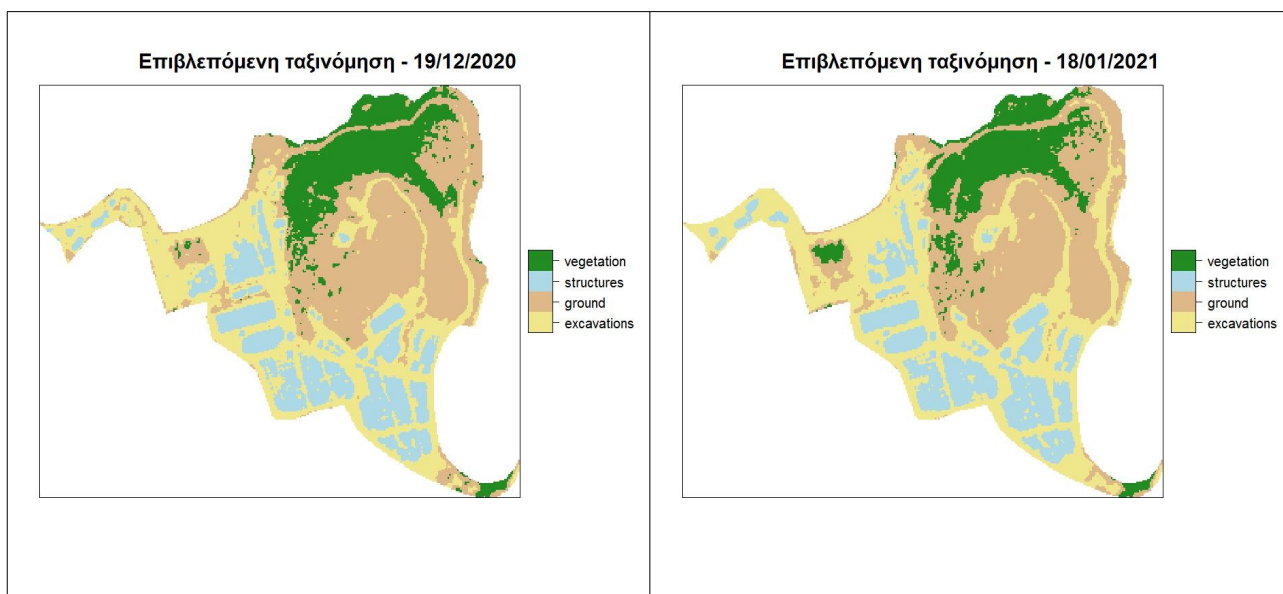 Επιβλεπόμενη ταξινόμηση - 19/12/2020
vegetation
structures
ground
excavations
Επιβλεπόμενη ταξινόμηση - 18/01/2021
vegetation
structures
ground
excavations